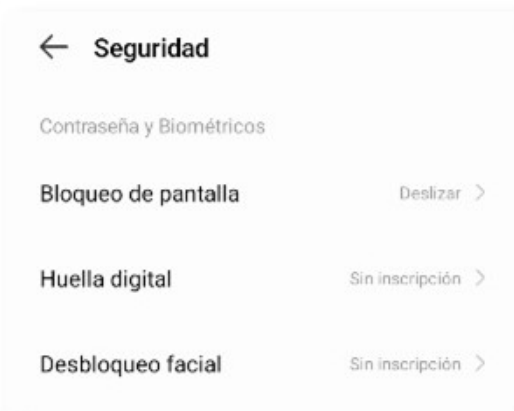 Seguridad
Contraseña y Biométricos
Bloqueo de pantalla Deslizar
Huella digital Sin inscripción
Desbloqueo facial Sin inscripción